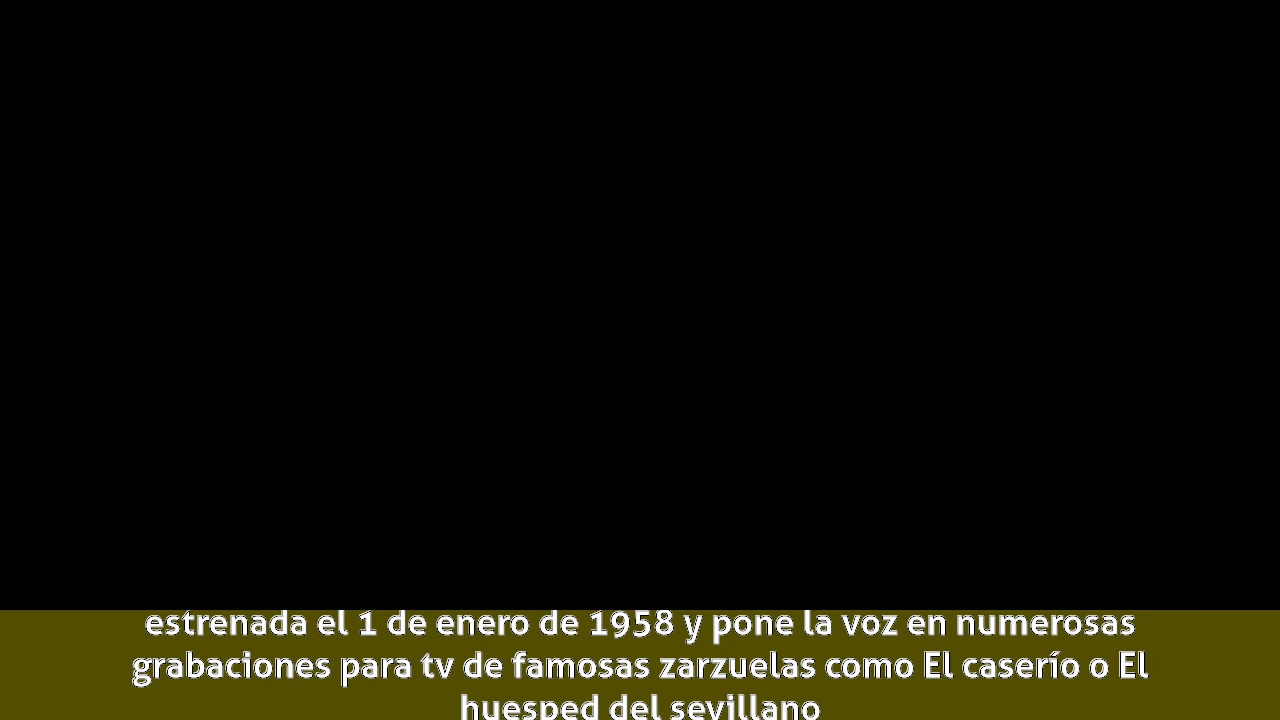 estrenada el 1 de enero de 1958 y pone la voz en numerosas
grabaciones para tv de famosas zarzuelas como El caserío o El
huesped del sevillano